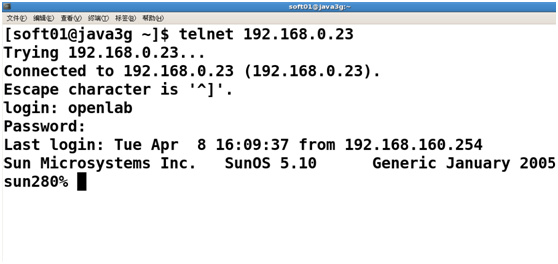 soft01@java3g:~
文件(F) 编辑(E) 查看(V) 终端(T) 标签(B) 帮助(H)
[soft01@java3g ~]$ telnet 192.168.0.23
Trying 192.168.0.23...
Connected to 192.168.0.23 (192.168.0.23).
Escape character is '^]'.
login: openlab
Password:
Last login: Tue Apr  8 16:09:37 from 192.168.160.254
Sun Microsystems Inc.   SunOS 5.10      Generic January 2005
sun280%